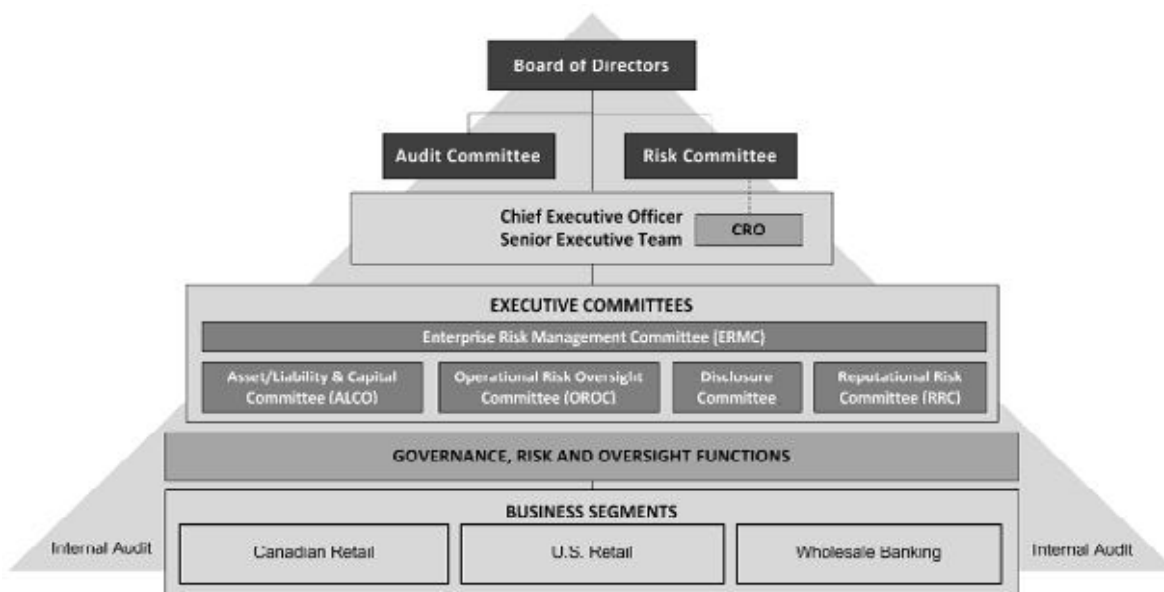 Board of Directors
Audit Committee
Risk Committee
Chief Executive Officer
Senior Executive Team
CRO
EXECUTIVE COMMITTEES
Enterprise Risk Management Committee (ERMC)
Asset/Liability & Capital
Committee (ALCO)
Operational Risk Oversight
Committee (OROC)
Disclosure
Committee
Reputational Risk
Committee (RRC)
GOVERNANCE, RISK AND OVERSIGHT FUNCTIONS
BUSINESS SEGMENTS
Internal Audit
Canadian Retail
U.S. Retail
Wholesale Banking
Internal Audit